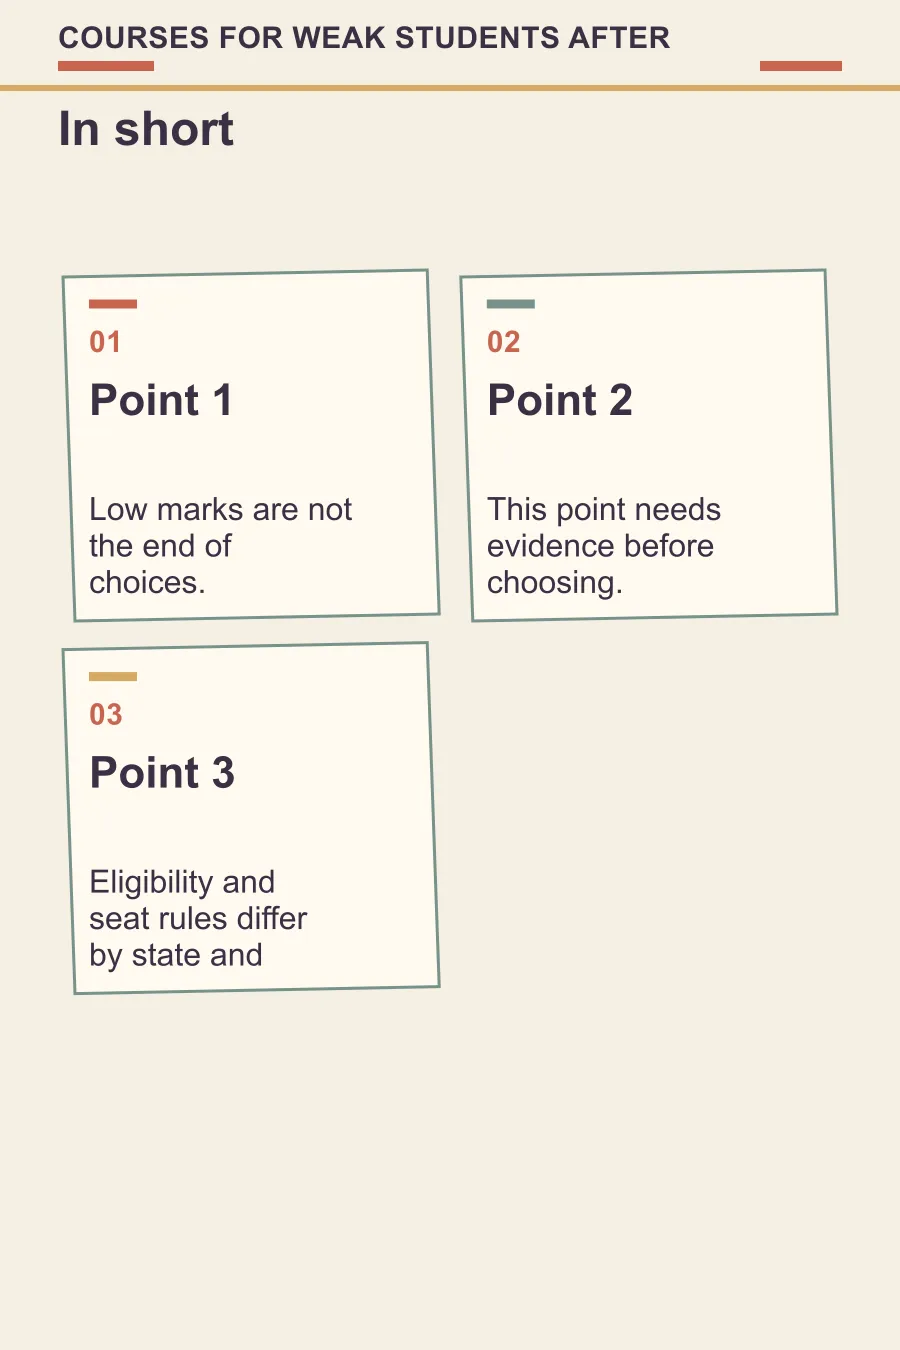 COURSES FOR WEAK STUDENTS AFTER
In short
01
Point 1
Low marks are not
the end of
choices.
02
Point 2
This point needs
evidence before
choosing.
03
Point 3
Eligibility and
seat rules differ
by state and